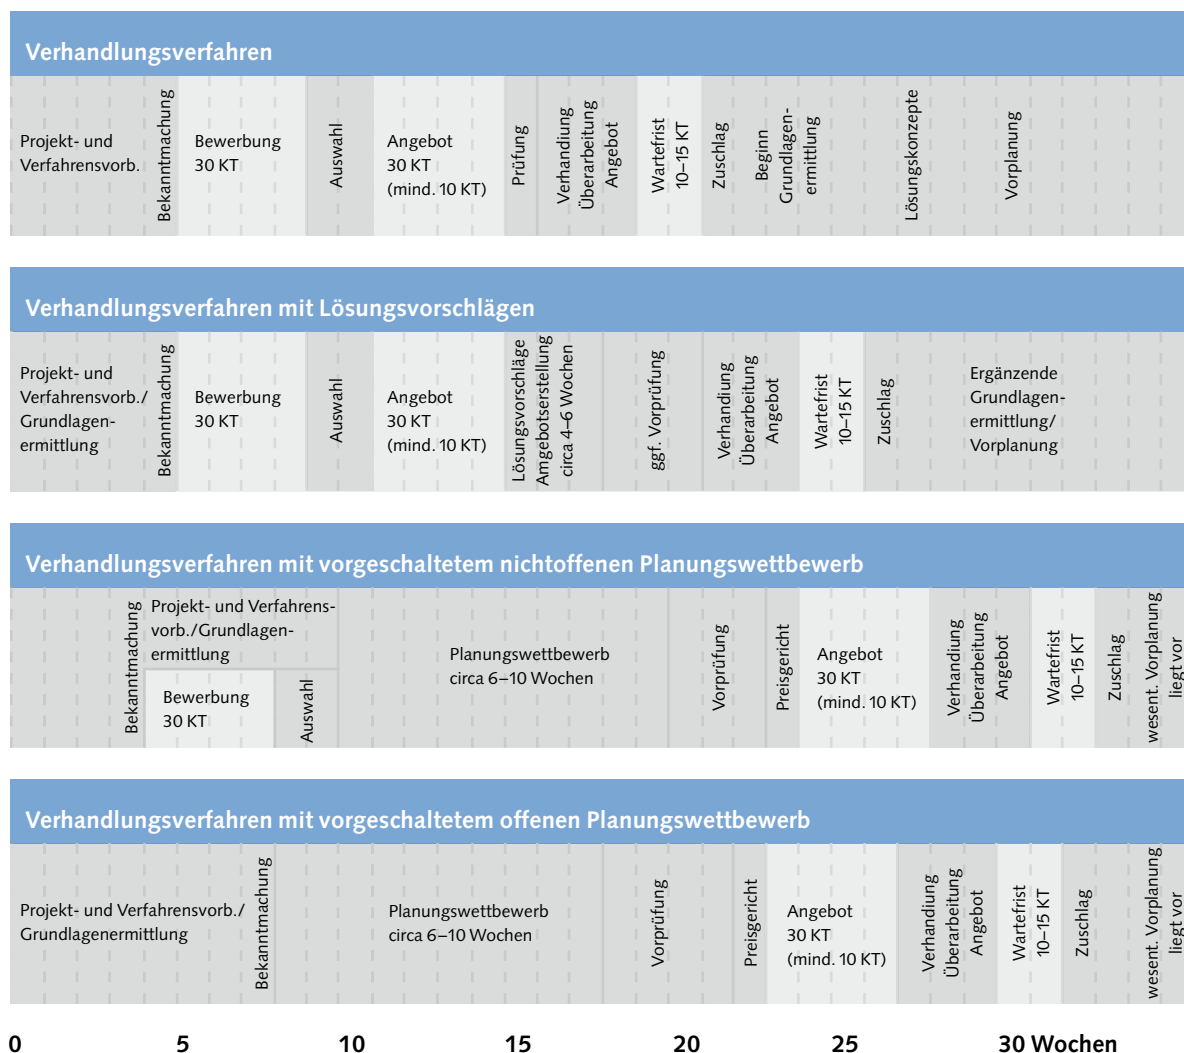 Verhandlungsverfahren
Projekt- und
Verfahrensvorb.
Bekanntmachung
Bewerbung
30 KT
Auswahl
Angebot
30 KT
(mind. 10 KT)
Prüfung
Verhandlung
Überarbeitung
Angebot
Wartefrist
10–15 KT
Zuschlag
Beginn
Grundlagen-
ermittlung
Lösungskonzepte
Vorplanung
Verhandlungsverfahren mit Lösungsvorschlägen
Projekt- und
Verfahrensvorb./
Grundlagen-
ermittlung
Bekanntmachung
Bewerbung
30 KT
Auswahl
Angebot
30 KT
(mind. 10 KT)
Lösungsvorschläge
Amgebotserstellung
circa 4–6 Wochen
ggf. Vorprüfung
Verhandlung
Überarbeitung
Angebot
Wartefrist
10–15 KT
Zuschlag
Ergänzende
Grundlagen-
ermittlung/
Vorplanung
Verhandlungsverfahren mit vorgeschaltetem nichtoffenen Planungswettbewerb
Bekanntmachung
Projekt- und Verfahrens-
vorb./Grundlagen-
ermittlung
Bewerbung
30 KT
Auswahl
Planungswettbewerb
circa 6–10 Wochen
Vorprüfung
Preisgericht
Angebot
30 KT
(mind. 10 KT)
Verhandlung
Überarbeitung
Angebot
Wartefrist
10–15 KT
Zuschlag
wesent. Vorplanung
liegt vor
Verhandlungsverfahren mit vorgeschaltetem offenen Planungswettbewerb
Projekt- und Verfahrensvorb./
Grundlagenermittlung
Bekanntmachung
Planungswettbewerb
circa 6–10 Wochen
Vorprüfung
Preisgericht
Angebot
30 KT
(mind. 10 KT)
Verhandlung
Überarbeitung
Angebot
Wartefrist
10–15 KT
Zuschlag
wesent. Vorplanung
liegt vor
0 5 10 15 20 25 30 Wochen